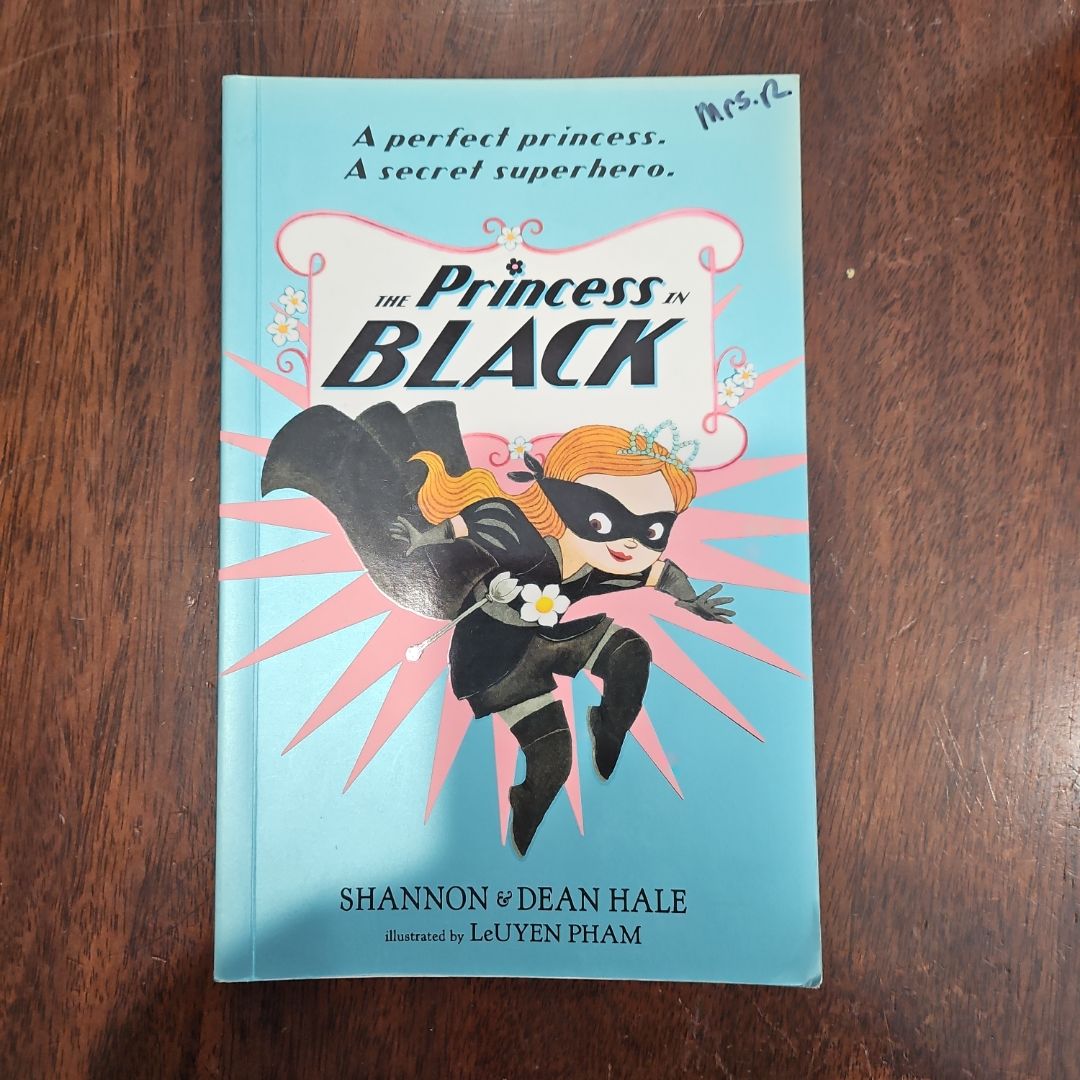 Mrs. R
A perfect princess.
A secret superhero.
THE Princess IN
BLACK
SHANNON & DEAN HALE
illustrated by LeUYEN PHAM